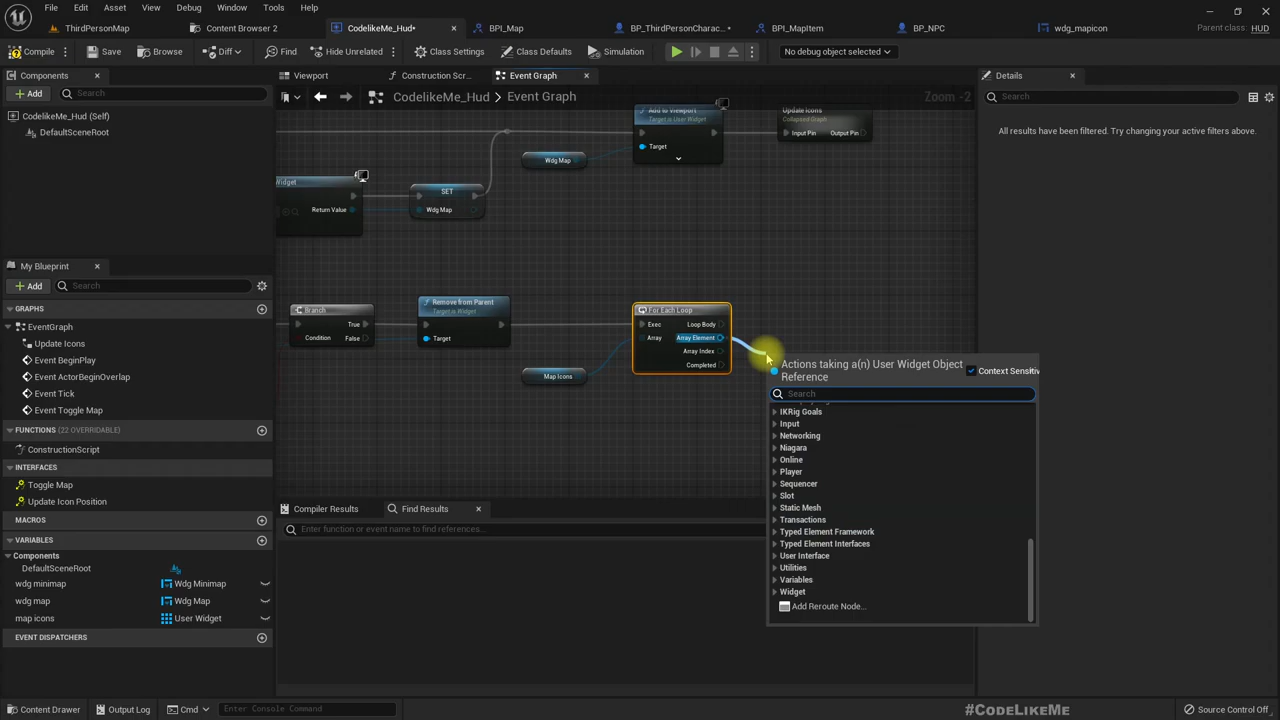 File Edit Asset View Debug Window Tools Help
ThirdPersonMap Content Browser 2 CodelikeMe_Hud* BPI_Map BP_ThirdPersonCharac...* BPI_MapItem BP_NPC wdg_mapicon Parent class: HUD
Compile Save Browse Diff Find Hide Unrelated Class Settings Class Defaults Simulation No debug object selected
Components Viewport Construction Scr... Event Graph Details
Add Search CodelikeMe_Hud > Event Graph Zoom -2 Search
CodelikeMe_Hud (Self)
DefaultSceneRoot
All results have been filtered. Try changing your active filters above.
Add to Viewport
Target is User Widget
Target
Update Icons
Collapsed Graph
Input Pin Output Pin
Wdg Map
Widget
Return Value
SET
Wdg Map
My Blueprint
Add Search
GRAPHS
EventGraph
Update Icons
Event BeginPlay
Event ActorBeginOverlap
Event Tick
Event Toggle Map
FUNCTIONS (22 OVERRIDABLE)
ConstructionScript
INTERFACES
Toggle Map
Update Icon Position
MACROS
VARIABLES
Components
DefaultSceneRoot
wdg minimap Wdg Minimap
wdg map Wdg Map
map icons User Widget
EVENT DISPATCHERS
Branch
True
Condition False
Remove from Parent
Target is Widget
Target
For Each Loop
Exec Loop Body
Array Array Element
Array Index
Completed
Map Icons
Actions taking a(n) User Widget Object
Reference
Context Sensitiv
Search
IKRig Goals
Input
Networking
Niagara
Online
Player
Sequencer
Slot
Static Mesh
Transactions
Typed Element Framework
Typed Element Interfaces
User Interface
Utilities
Variables
Widget
Add Reroute Node...
Compiler Results Find Results
Enter function or event name to find references...
Content Drawer Output Log Cmd Enter Console Command #CodeLikeMe Source Control Off